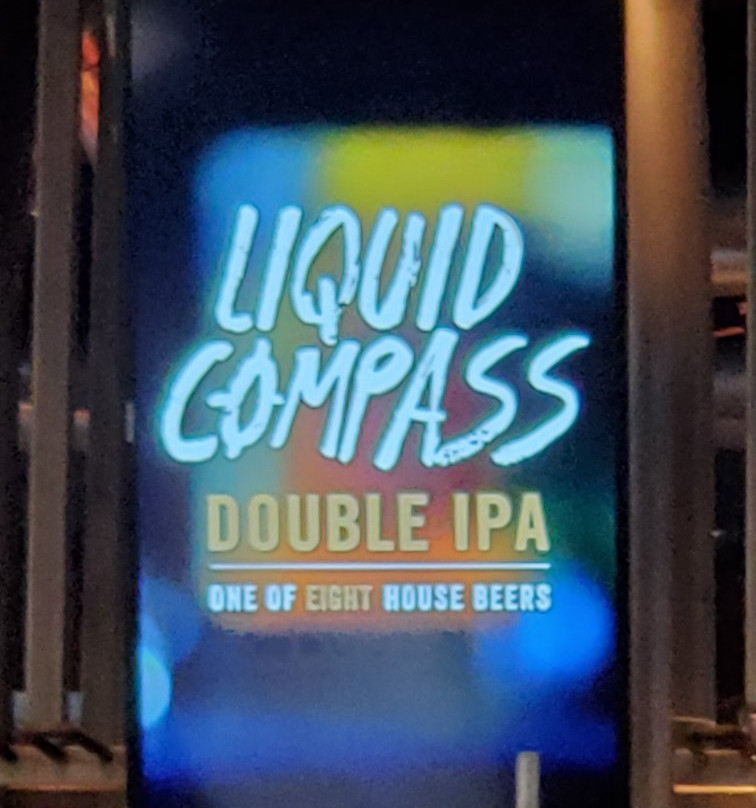 LIQUID
COMPASS
DOUBLE IPA
ONE OF EIGHT HOUSE BEERS